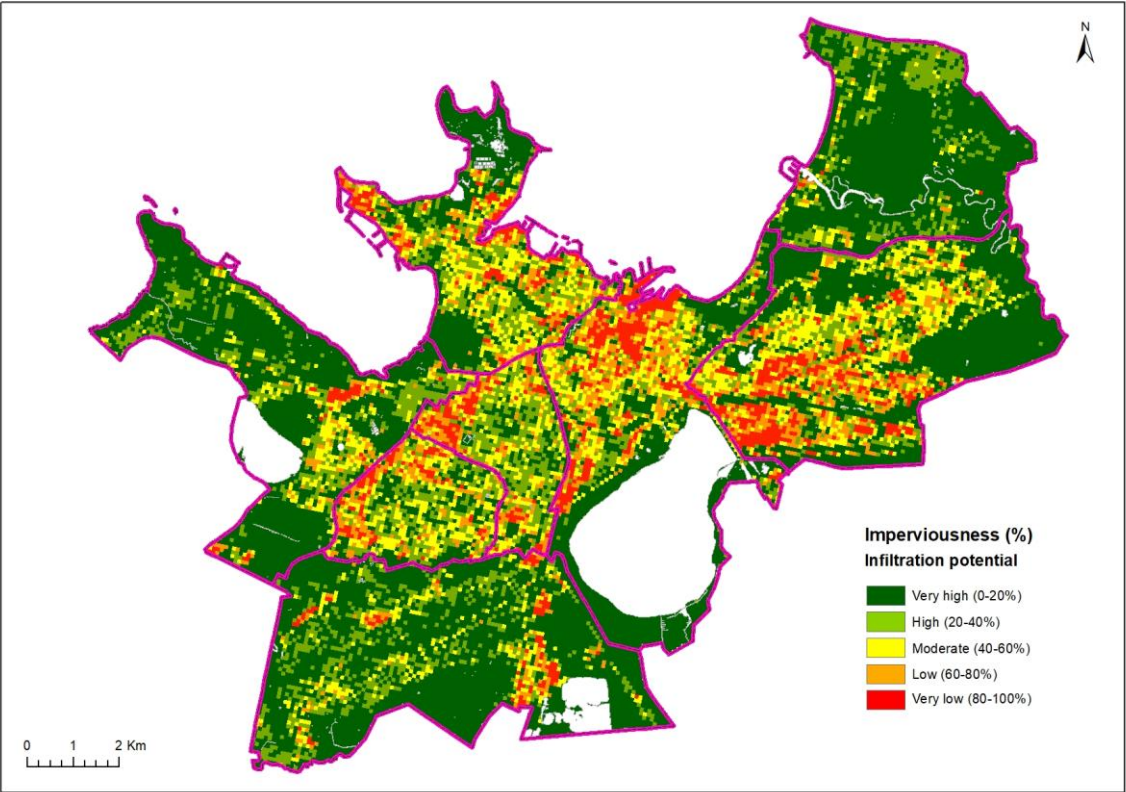 N
Imperviousness (%)
Infiltration potential
Very high (0-20%)
High (20-40%)
Moderate (40-60%)
Low (60-80%)
Very low (80-100%)
0 1 2 Km